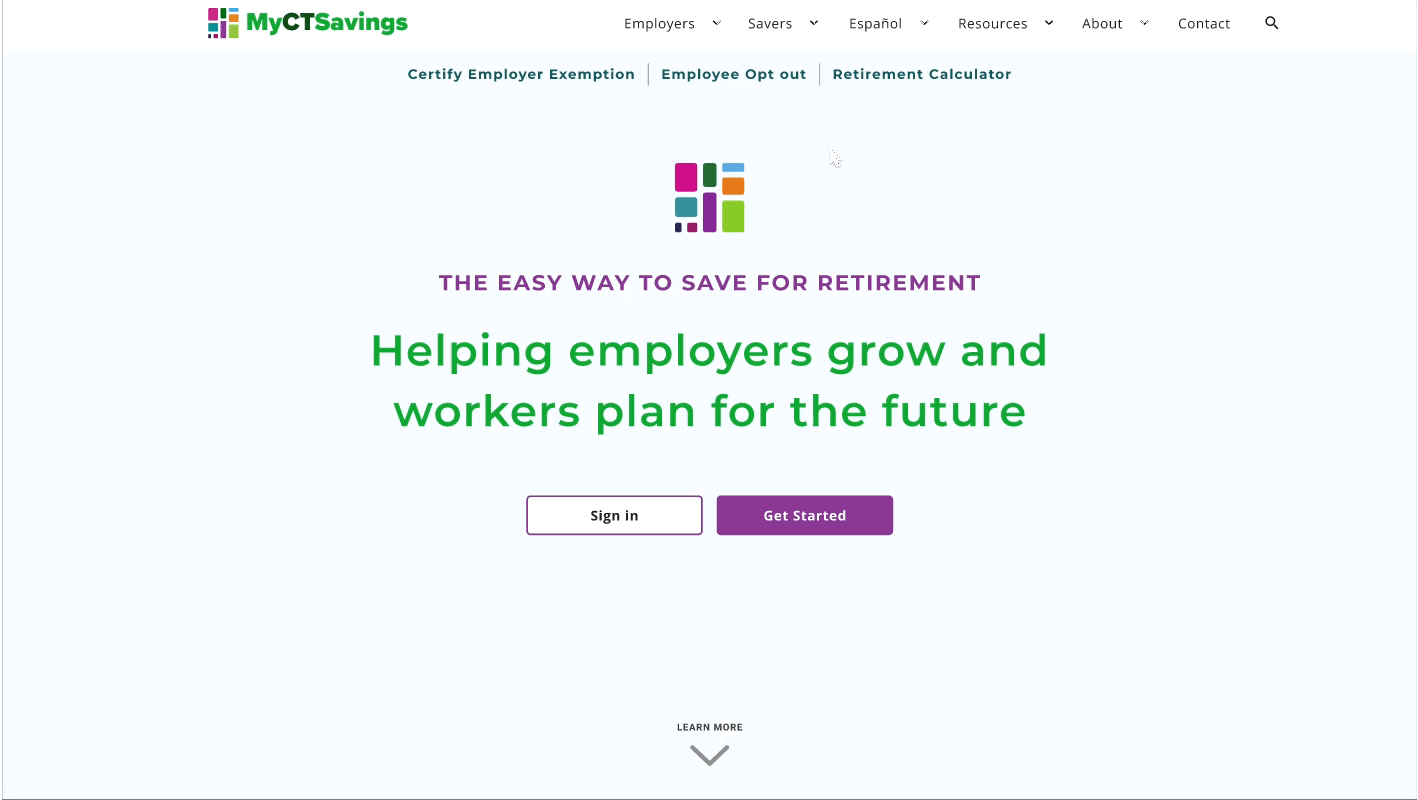 MyCTSavings Employers Savers Español Resources About Contact
Certify Employer Exemption Employee Opt out Retirement Calculator
THE EASY WAY TO SAVE FOR RETIREMENT
Helping employers grow and
workers plan for the future
Sign in Get Started
LEARN MORE